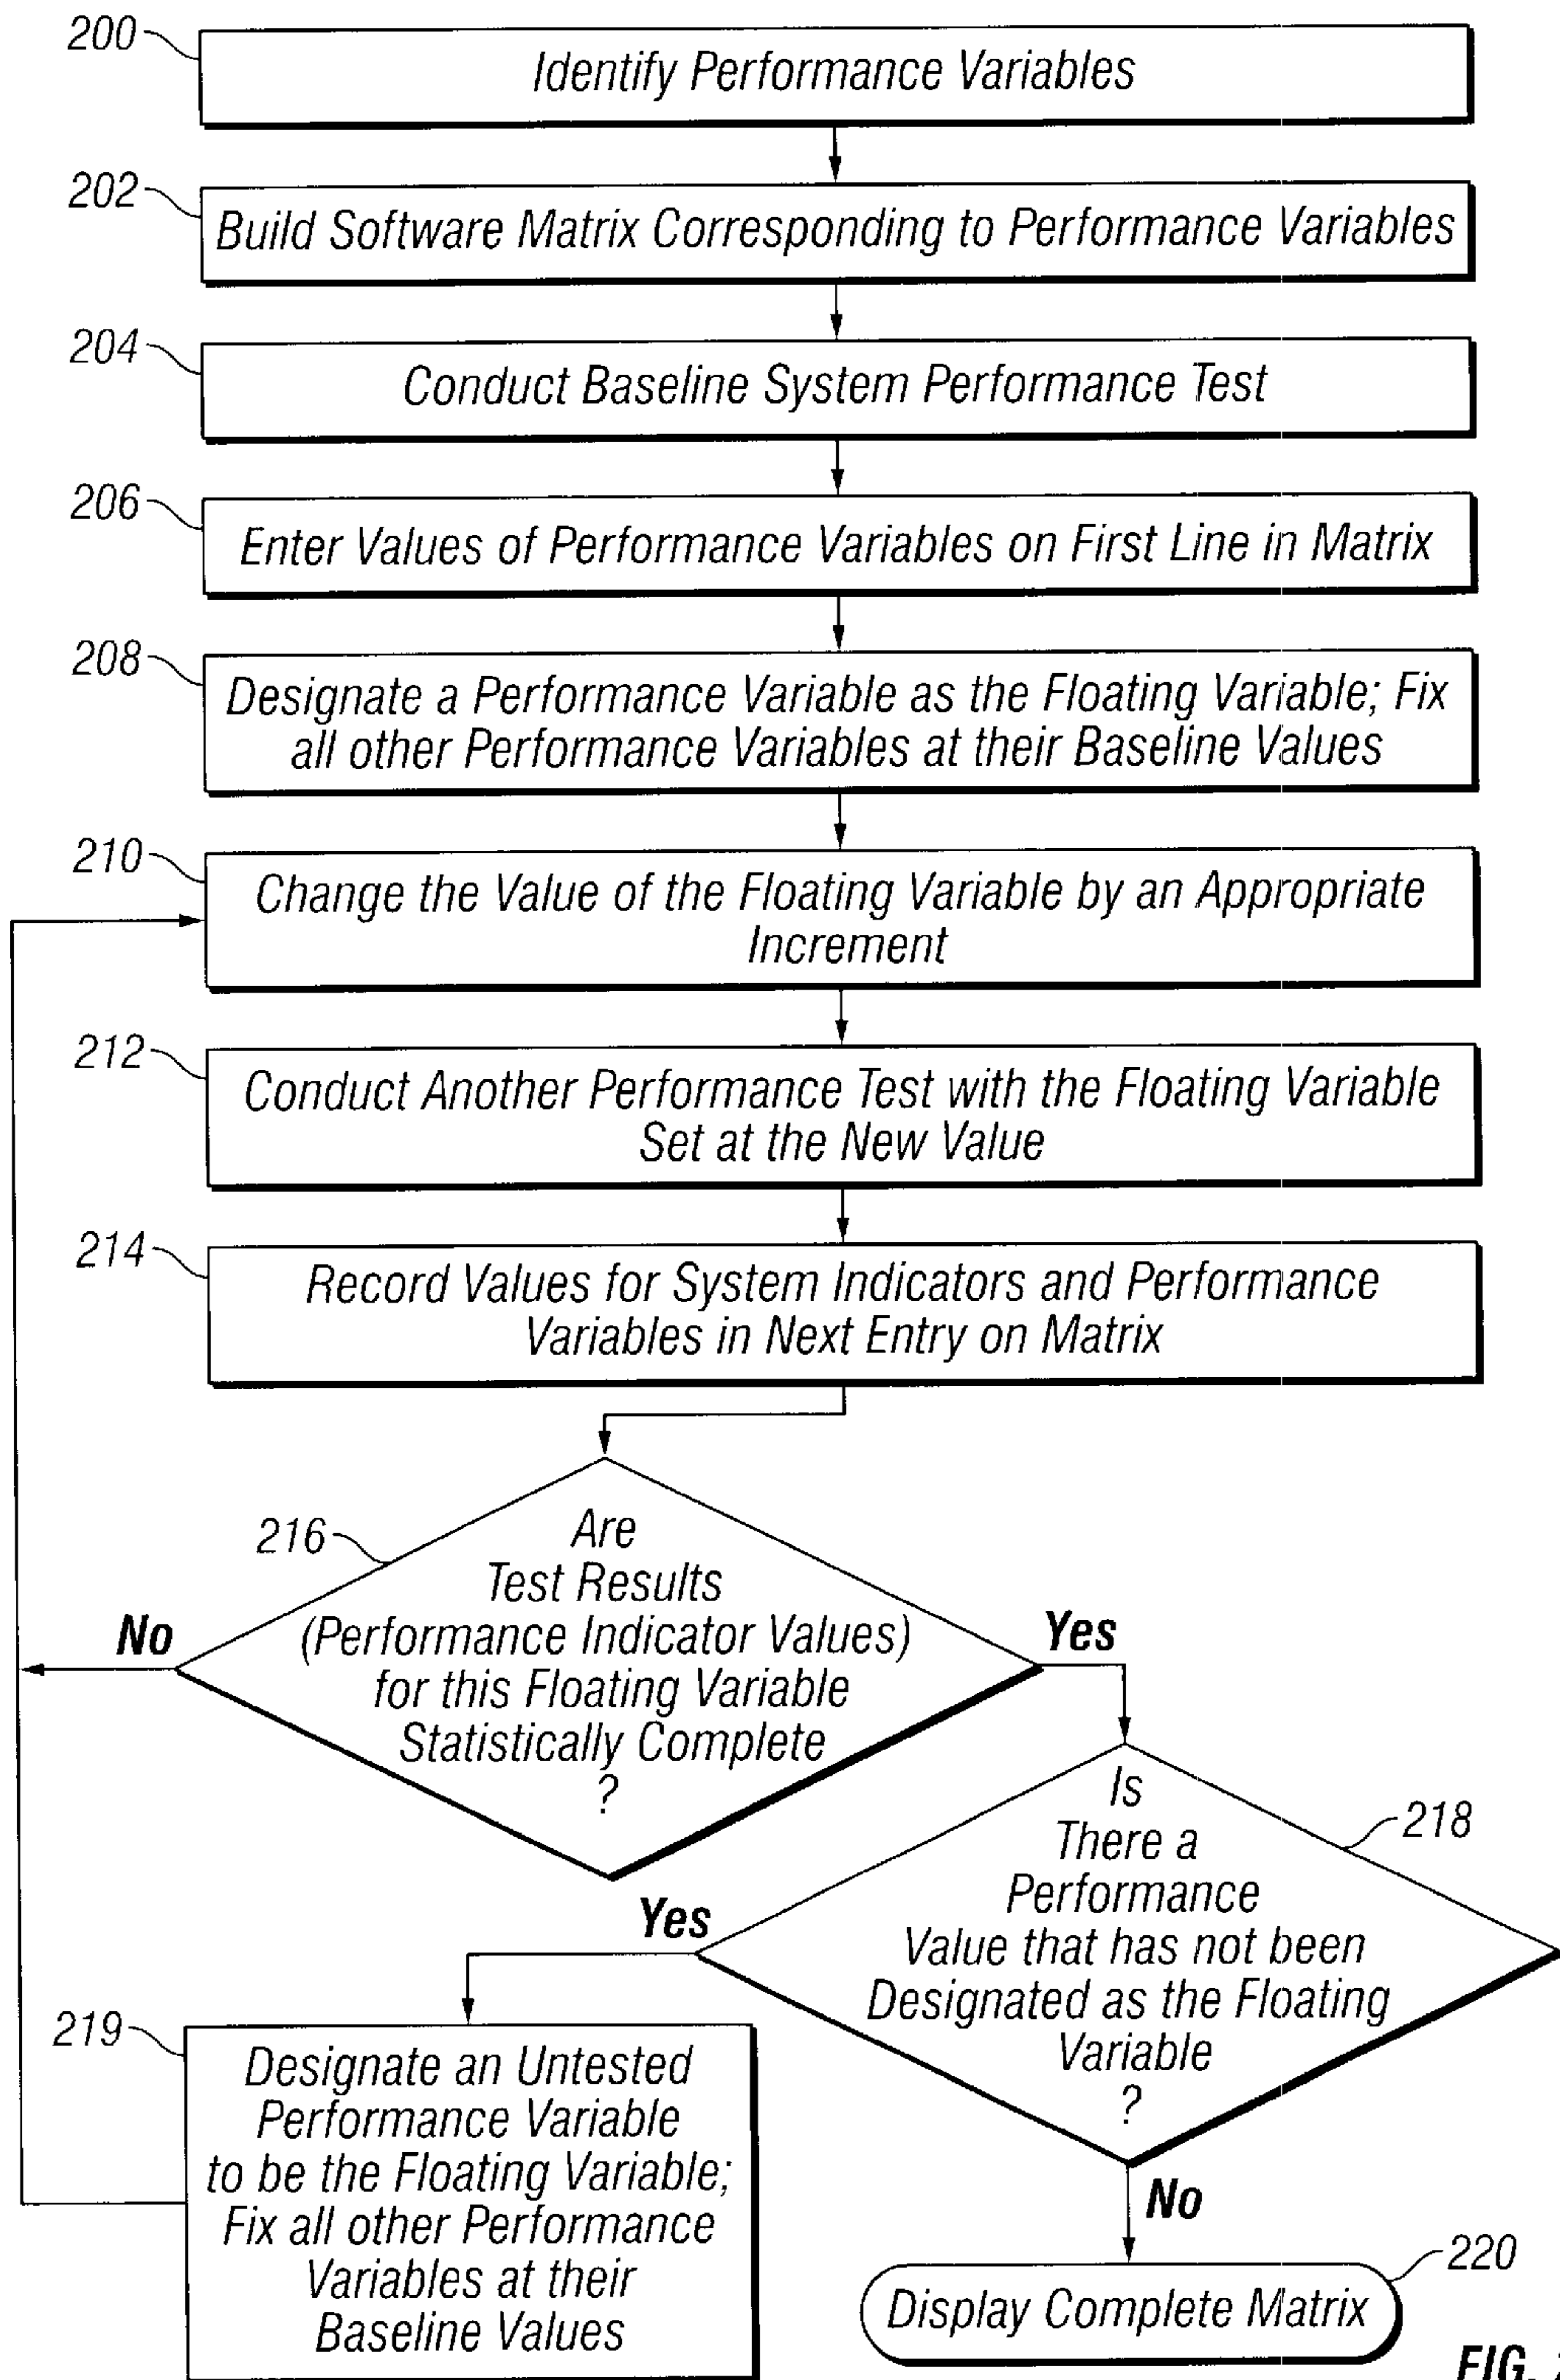 200
Identify Performance Variables
202
Build Software Matrix Corresponding to Performance Variables
204
Conduct Baseline System Performance Test
206
Enter Values of Performance Variables on First Line in Matrix
208
Designate a Performance Variable as the Floating Variable; Fix
all other Performance Variables at their Baseline Values
210
Change the Value of the Floating Variable by an Appropriate
Increment
212
Conduct Another Performance Test with the Floating Variable
Set at the New Value
214
Record Values for System Indicators and Performance
Variables in Next Entry on Matrix
216
Are
Test Results
(Performance Indicator Values)
for this Floating Variable
Statistically Complete
?
No
Yes
218
Is
There a
Performance
Value that has not been
Designated as the Floating
Variable
?
Yes
219
Designate an Untested
Performance Variable
to be the Floating Variable;
Fix all other Performance
Variables at their
Baseline Values
No
220
Display Complete Matrix
FIG.